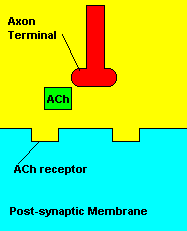 Axon
Terminal
ACh
ACh receptor
Post-synaptic Membrane